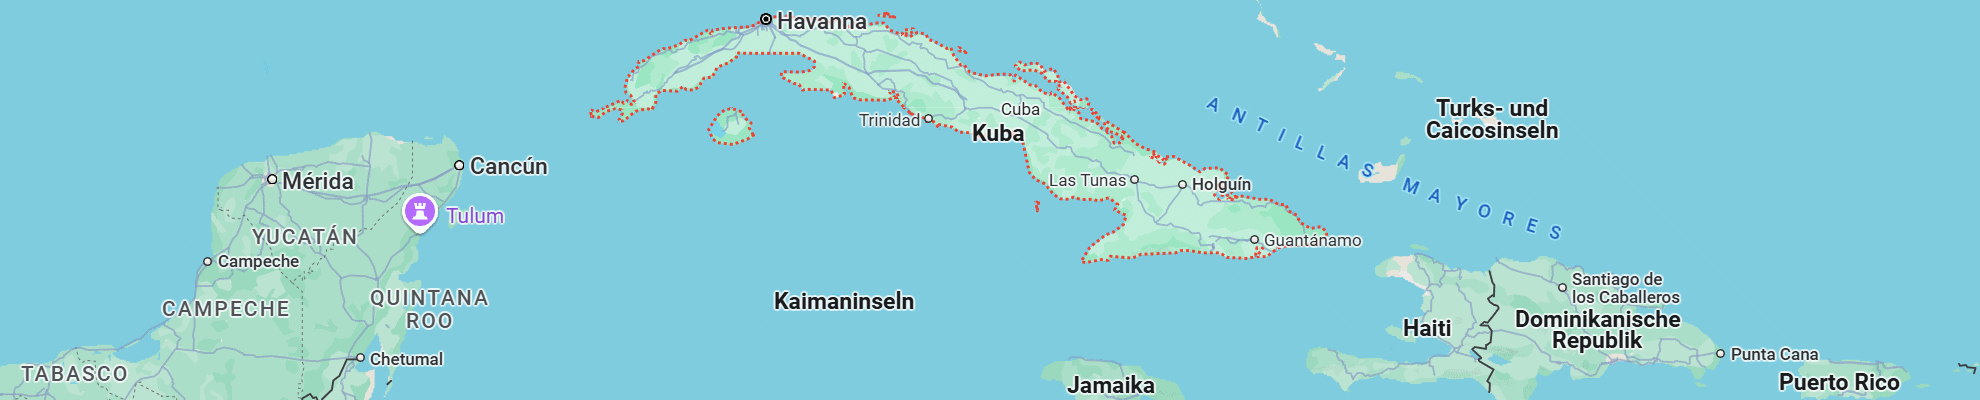 Havanna
Cuba
Trinidad
Kuba
ANTILLAS MAYORES
Turks- und
Caicosinseln
Cancún
Mérida
Tulum
Las Tunas
Holguín
YUCATÁN
Campeche
Guantánamo
CAMPECHE
QUINTANA
ROO
Kaimaninseln
Santiago de
los Caballeros
Haiti
Dominikanische
Republik
Chetumal
Punta Cana
TABASCO
Jamaika
Puerto Rico